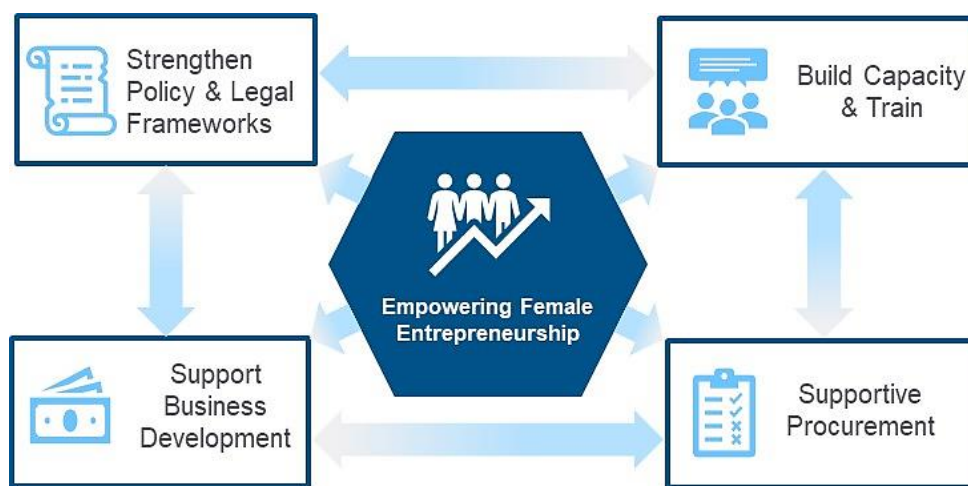 Strengthen
Policy & Legal
Frameworks
Build Capacity
& Train
Empowering Female
Entrepreneurship
Support
Business
Development
Supportive
Procurement